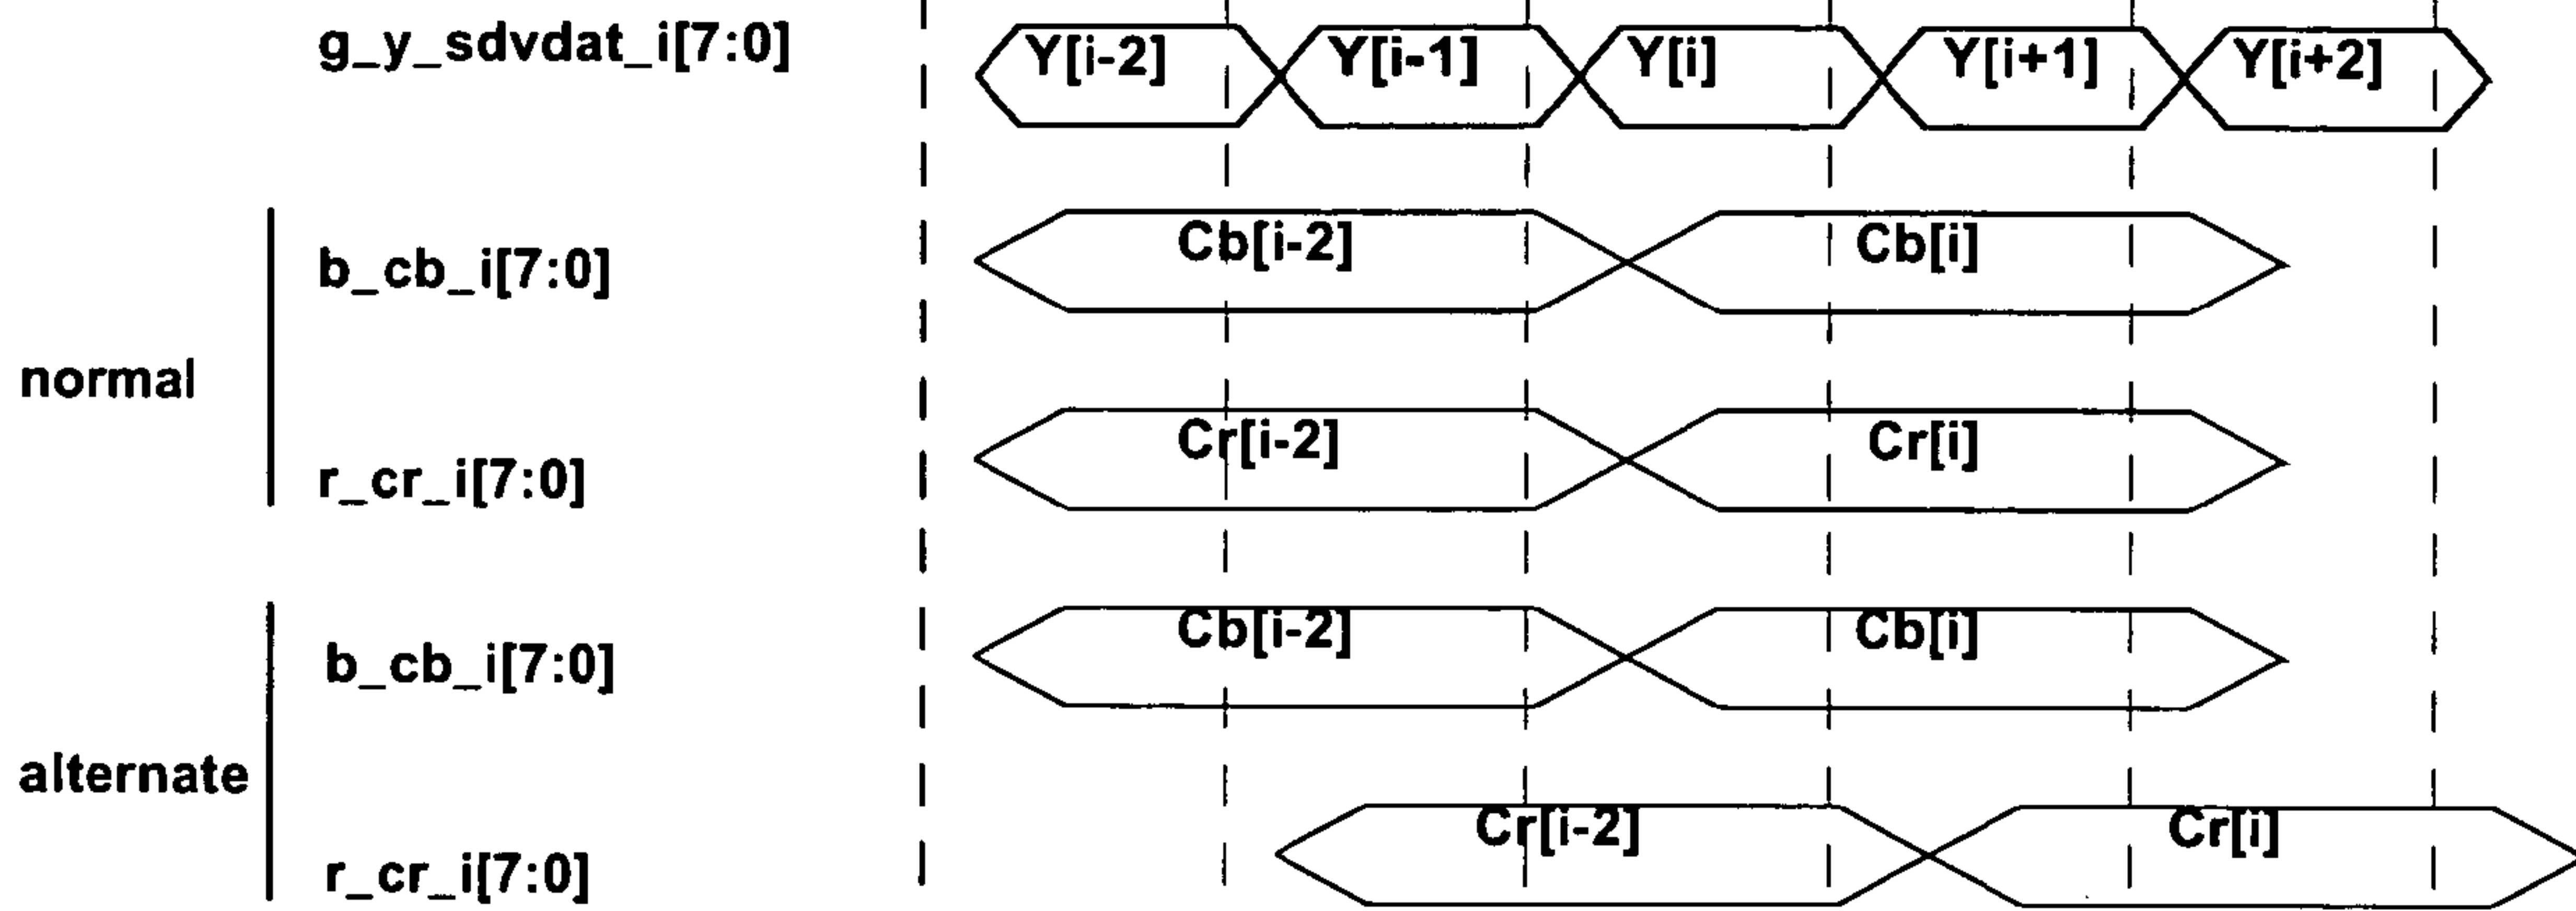 g_y_sdvdat_i[7:0] Y[i-2] Y[i-1] Y[i] Y[i+1] Y[i+2]
b_cb_i[7:0] Cb[i-2] Cb[i]
normal
r_cr_i[7:0] Cr[i-2] Cr[i]
b_cb_i[7:0] Cb[i-2] Cb[i]
alternate
r_cr_i[7:0] Cr[i-2] Cr[i]